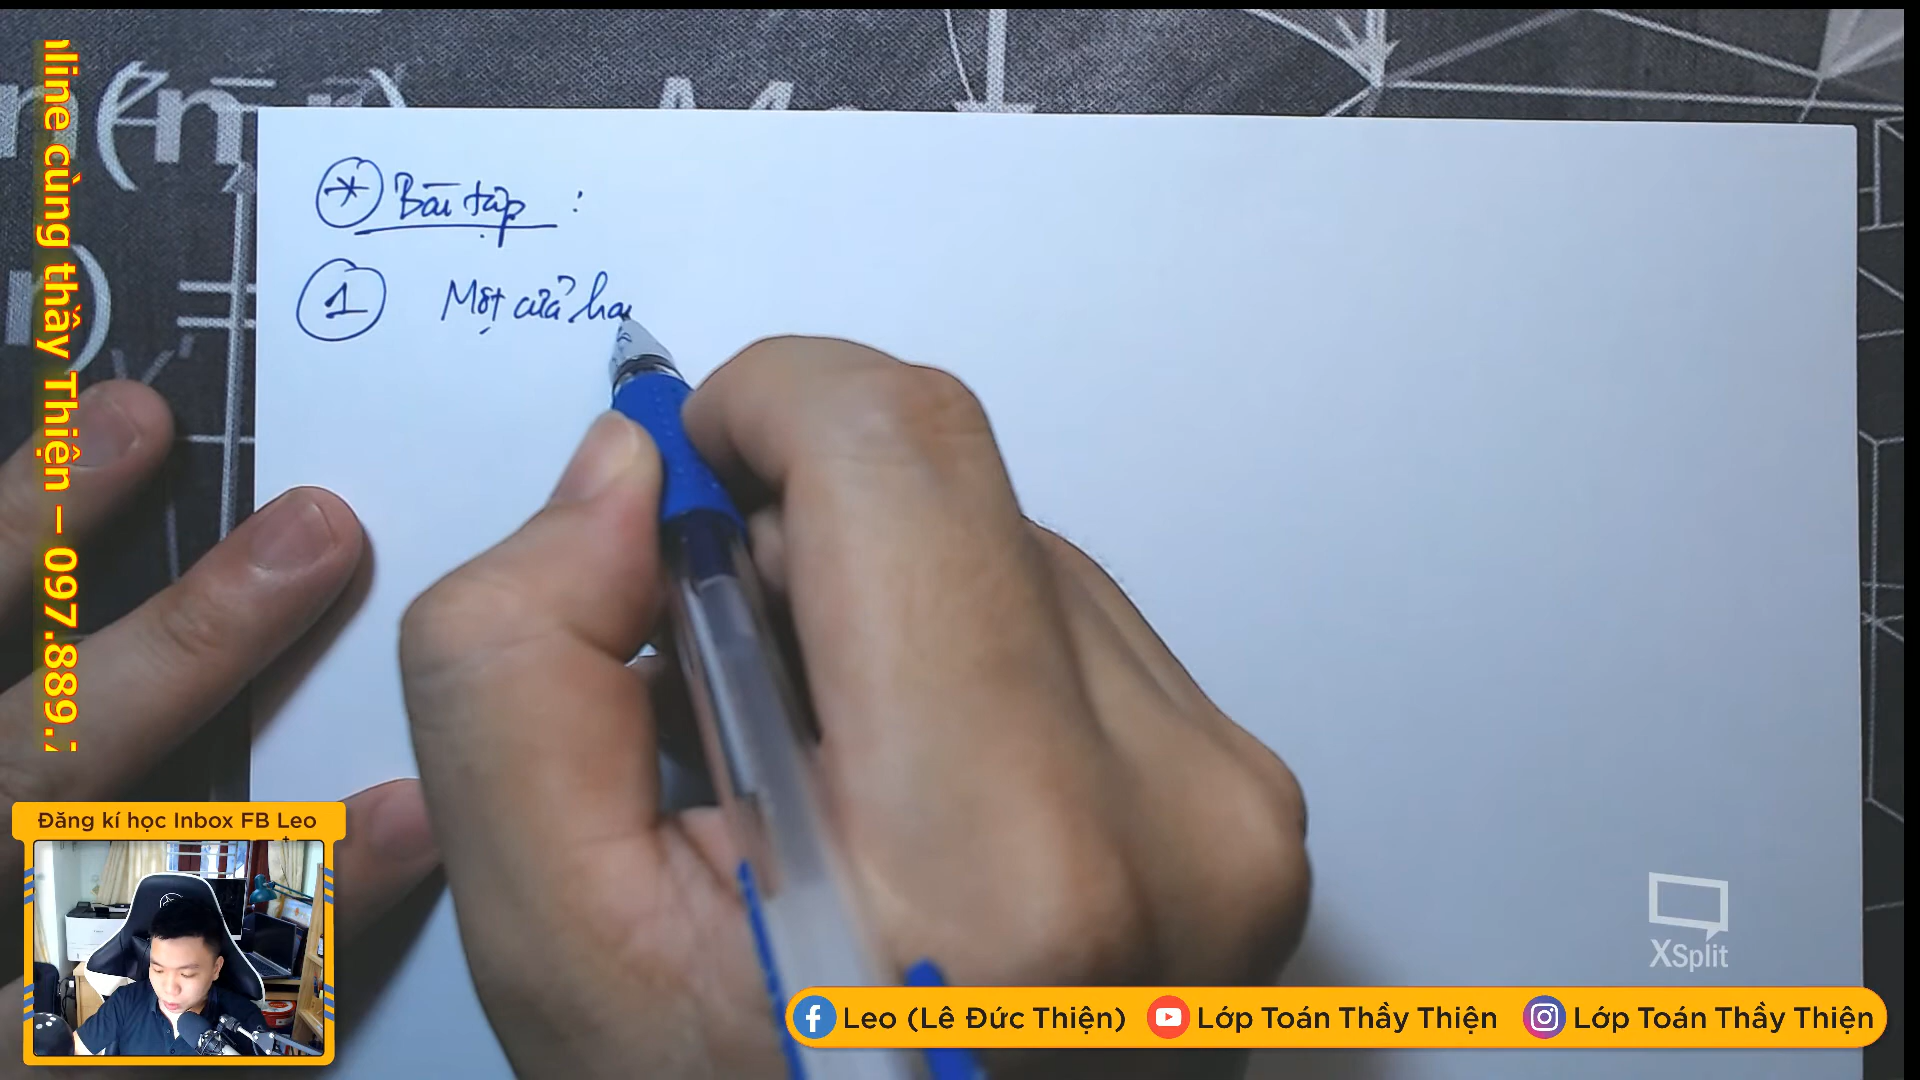 * Bài tập :
1 Một cửa ha
line cùng thầy Thiện – 097.889.
Đăng kí học Inbox FB Leo
XSplit
Leo (Lê Đức Thiện) Lớp Toán Thầy Thiện Lớp Toán Thầy Thiện